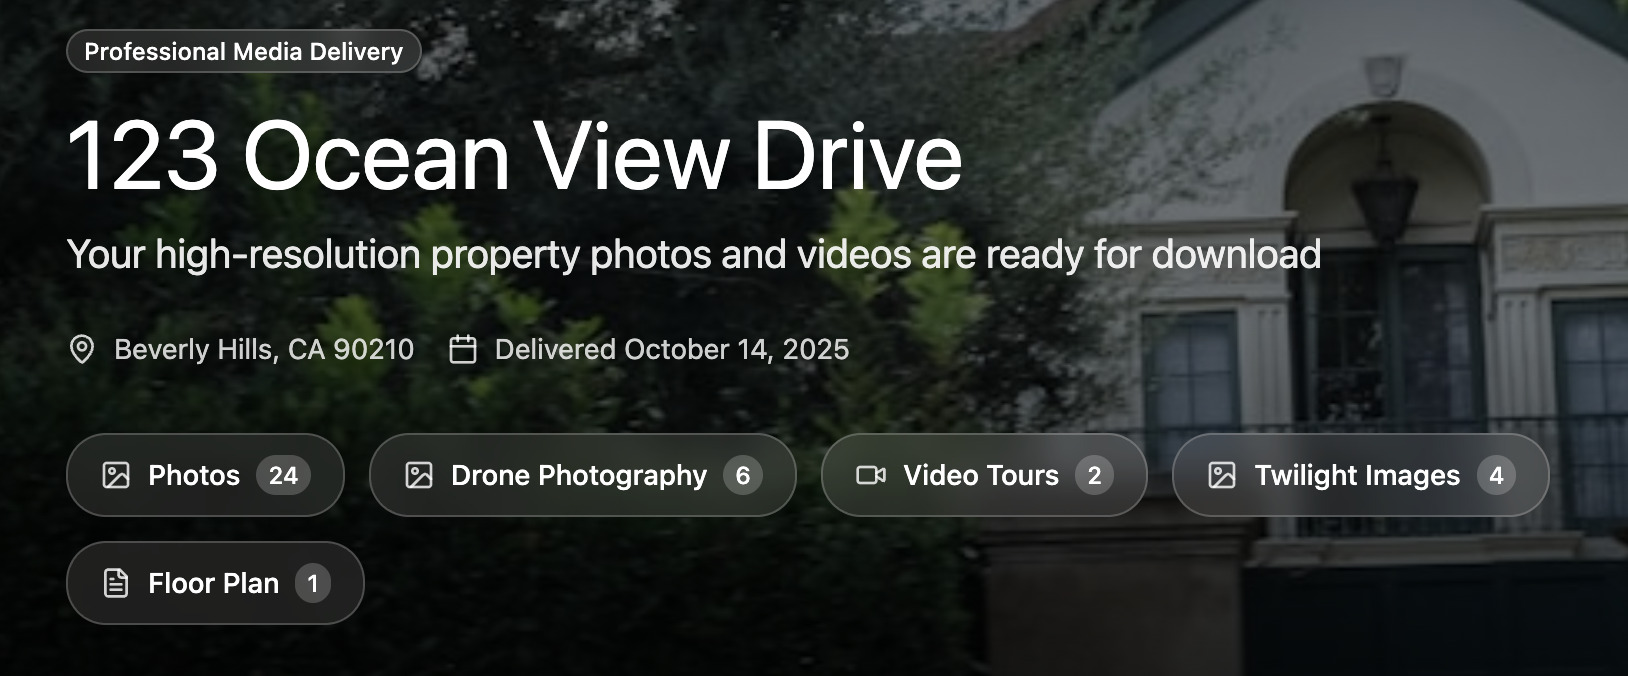 Professional Media Delivery
123 Ocean View Drive
Your high-resolution property photos and videos are ready for download
Beverly Hills, CA 90210 Delivered October 14, 2025
Photos 24 Drone Photography 6 Video Tours 2 Twilight Images 4
Floor Plan 1